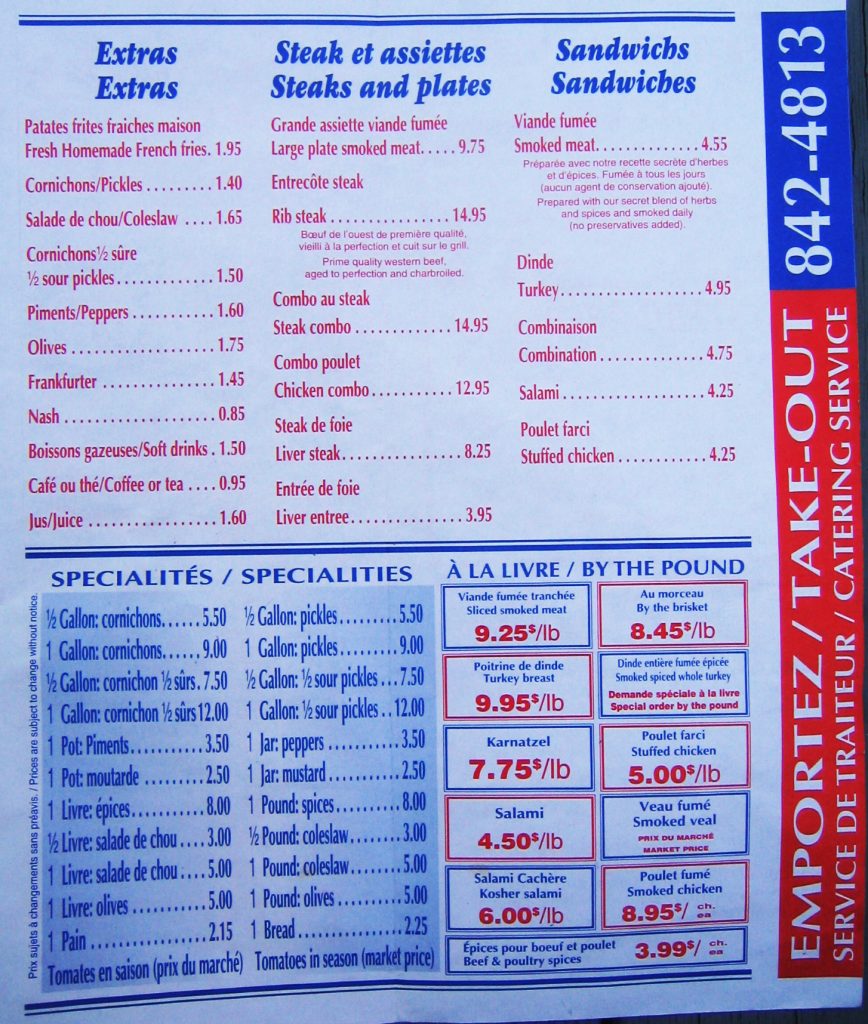 Extras
Extras
Patates frites fraiches maison
Fresh Homemade French fries. 1.95
Cornichons/Pickles ......... 1.40
Salade de chou/Coleslaw .... 1.65
Cornichons½ sûre
½ sour pickles............. 1.50
Piments/Peppers ........... 1.60
Olives ................... 1.75
Frankfurter ............... 1.45
Nash .................... 0.85
Boissons gazeuses/Soft drinks . 1.50
Café ou thé/Coffee or tea .... 0.95
Jus/Juice ................. 1.60
Steak et assiettes
Steaks and plates
Grande assiette viande fumée
Large plate smoked meat..... 9.75
Entrecôte steak
Rib steak ................ 14.95
Bœuf de l'ouest de première qualité,
vieilli à la perfection et cuit sur le grill.
Prime quality western beef,
aged to perfection and charbroiled.
Combo au steak
Steak combo ............. 14.95
Combo poulet
Chicken combo........... 12.95
Steak de foie
Liver steak................ 8.25
Entrée de foie
Liver entree............... 3.95
Sandwichs
Sandwiches
Viande fumée
Smoked meat.............. 4.55
Préparée avec notre recette secrète d'herbes
et d'épices. Fumée à tous les jours
(aucun agent de conservation ajouté).
Prepared with our secret blend of herbs
and spices and smoked daily
(no preservatives added).
Dinde
Turkey.................... 4.95
Combinaison
Combination .............. 4.75
Salami .................... 4.25
Poulet farci
Stuffed chicken ............ 4.25
842-4813
EMPORTEZ / TAKE-OUT
SERVICE DE TRAITEUR / CATERING SERVICE
SPECIALITÉS / SPECIALITIES
½ Gallon: cornichons...... 5.50
1 Gallon: cornichons...... 9.00
½ Gallon: cornichon ½ sûrs. 7.50
1 Gallon: cornichon ½ sûrs 12.00
1 Pot: Piments........... 3.50
1 Pot: moutarde ......... 2.50
1 Livre: épices........... 8.00
½ Livre: salade de chou ... 3.00
1 Livre: salade de chou .... 5.00
1 Livre: olives ........... 5.00
1 Pain ................. 2.15
Tomates en saison (prix du marché)
½ Gallon: pickles......... 5.50
1 Gallon: pickles......... 9.00
½ Gallon: ½ sour pickles... 7.50
1 Gallon: ½ sour pickles .. 12.00
1 Jar: peppers ........... 3.50
1 Jar: mustard ........... 2.50
1 Pound: spices.......... 8.00
½ Pound: coleslaw........ 3.00
1 Pound: coleslaw........ 5.00
1 Pound: olives .......... 5.00
1 Bread ................ 2.25
Tomatoes in season (market price)
Prix sujets à changements sans préavis. / Prices are subject to change without notice.
À LA LIVRE / BY THE POUND
Viande fumée tranchée
Sliced smoked meat
9.25$/lb
Au morceau
By the brisket
8.45$/lb
Poitrine de dinde
Turkey breast
9.95$/lb
Dinde entière fumée épicée
Smoked spiced whole turkey
Demande spéciale à la livre
Special order by the pound
Karnatzel
7.75$/lb
Poulet farci
Stuffed chicken
5.00$/lb
Salami
4.50$/lb
Veau fumé
Smoked veal
PRIX DU MARCHÉ
MARKET PRICE
Salami Cachère
Kosher salami
6.00$/lb
Poulet fumé
Smoked chicken
8.95$/ ch. ea
Épices pour boeuf et poulet
Beef & poultry spices
3.99$/ ch. ea